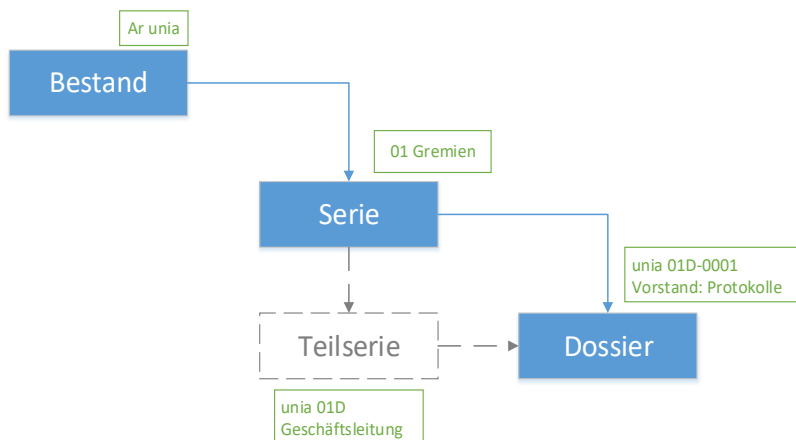 Ar unia
Bestand
01 Gremien
Serie
unia 01D-0001
Vorstand: Protokolle
Teilserie
Dossier
unia 01D
Geschäftsleitung